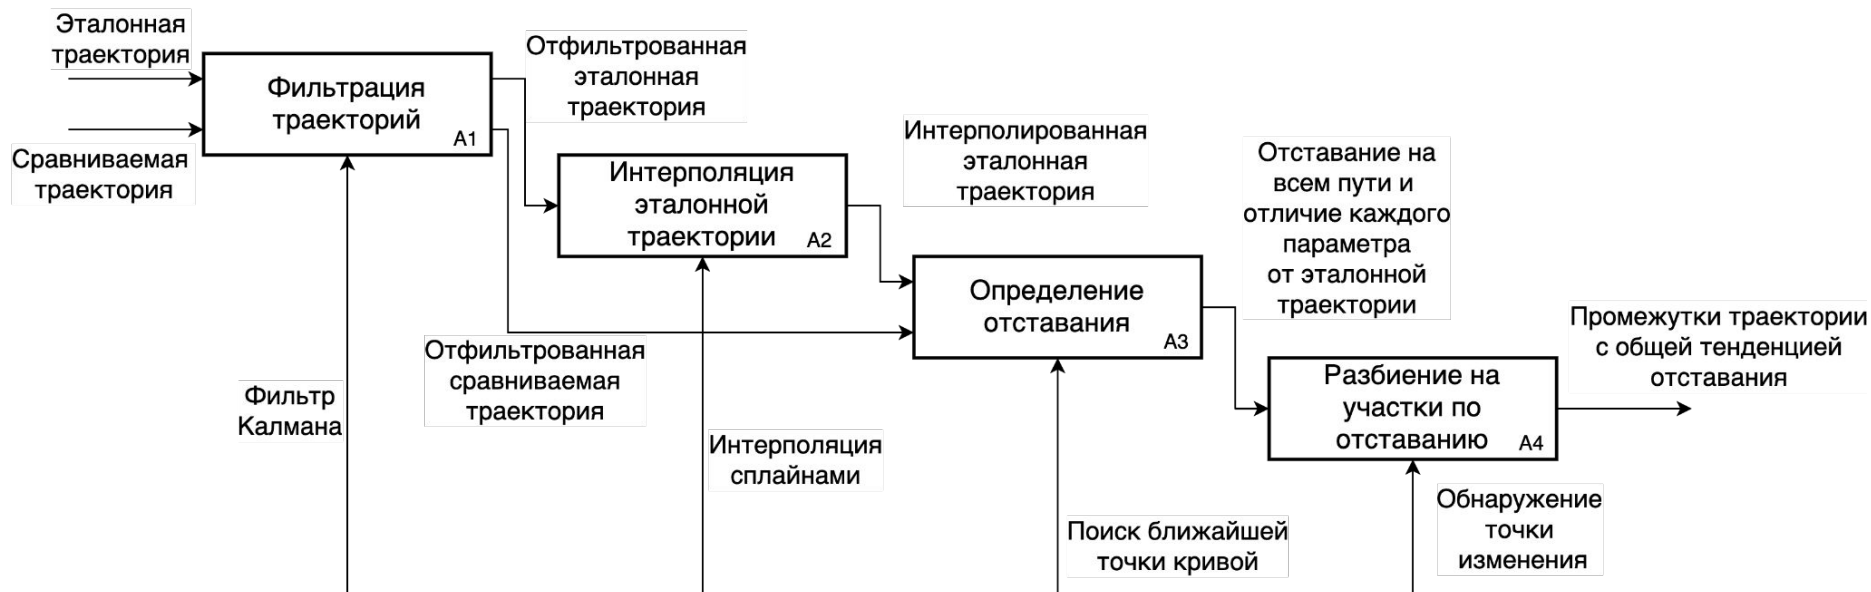 Эталонная
траектория
Сравниваемая
траектория
Фильтрация
траекторий
A1
Отфильтрованная
эталонная
траектория
Интерполяция
эталонной
траектории
A2
Интерполированная
эталонная
траектория
Определение
отставания
A3
Отставание на
всем пути и
отличие каждого
параметра
от эталонной
траектории
Разбиение на
участки по
отставанию
A4
Промежутки траектории
с общей тенденцией
отставания
Отфильтрованная
сравниваемая
траектория
Фильтр
Калмана
Интерполяция
сплайнами
Поиск ближайшей
точки кривой
Обнаружение
точки
изменения